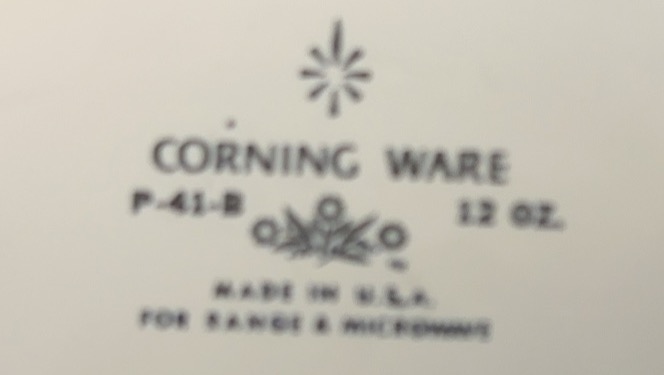 CORNING WARE
P-41-B 12 OZ.
MADE IN U.S.A.
FOR RANGE & MICROWAVE